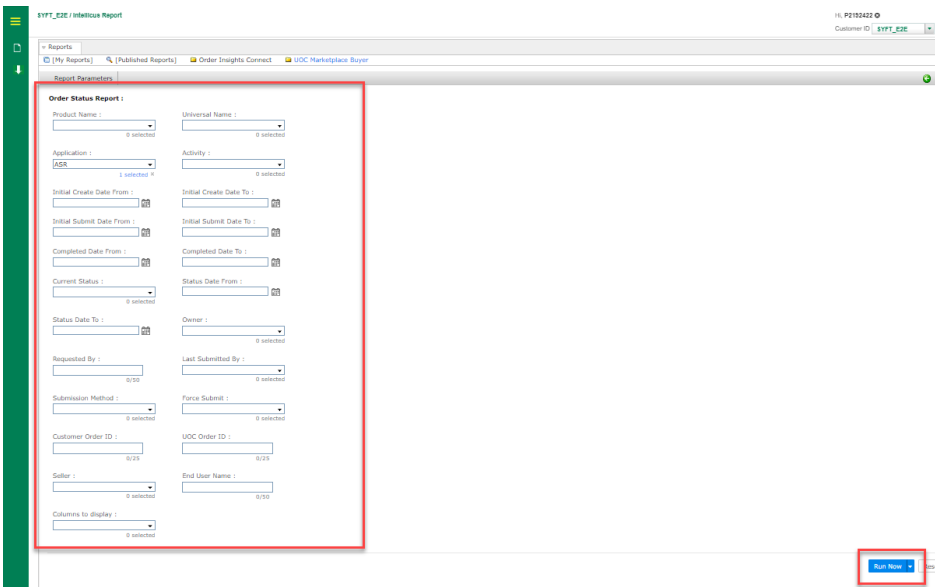 SYFT_E2E / Intellicus Report
Hi, P2152422
Customer ID SYFT_E2E
Reports
[My Reports] [Published Reports] Order Insights Connect UOC Marketplace Buyer
Report Parameters
Order Status Report :
Product Name : Universal Name :
0 selected 0 selected
Application : Activity :
ASR
1 selected × 0 selected
Initial Create Date From : Initial Create Date To :
Initial Submit Date From : Initial Submit Date To :
Completed Date From : Completed Date To :
Current Status : Status Date From :
0 selected
Status Date To : Owner :
0 selected
Requested By : Last Submitted By :
0/50 0 selected
Submission Method : Force Submit :
0 selected 0 selected
Customer Order ID : UOC Order ID :
0/25 0/25
Seller : End User Name :
0 selected 0/50
Columns to display :
0 selected
Run Now